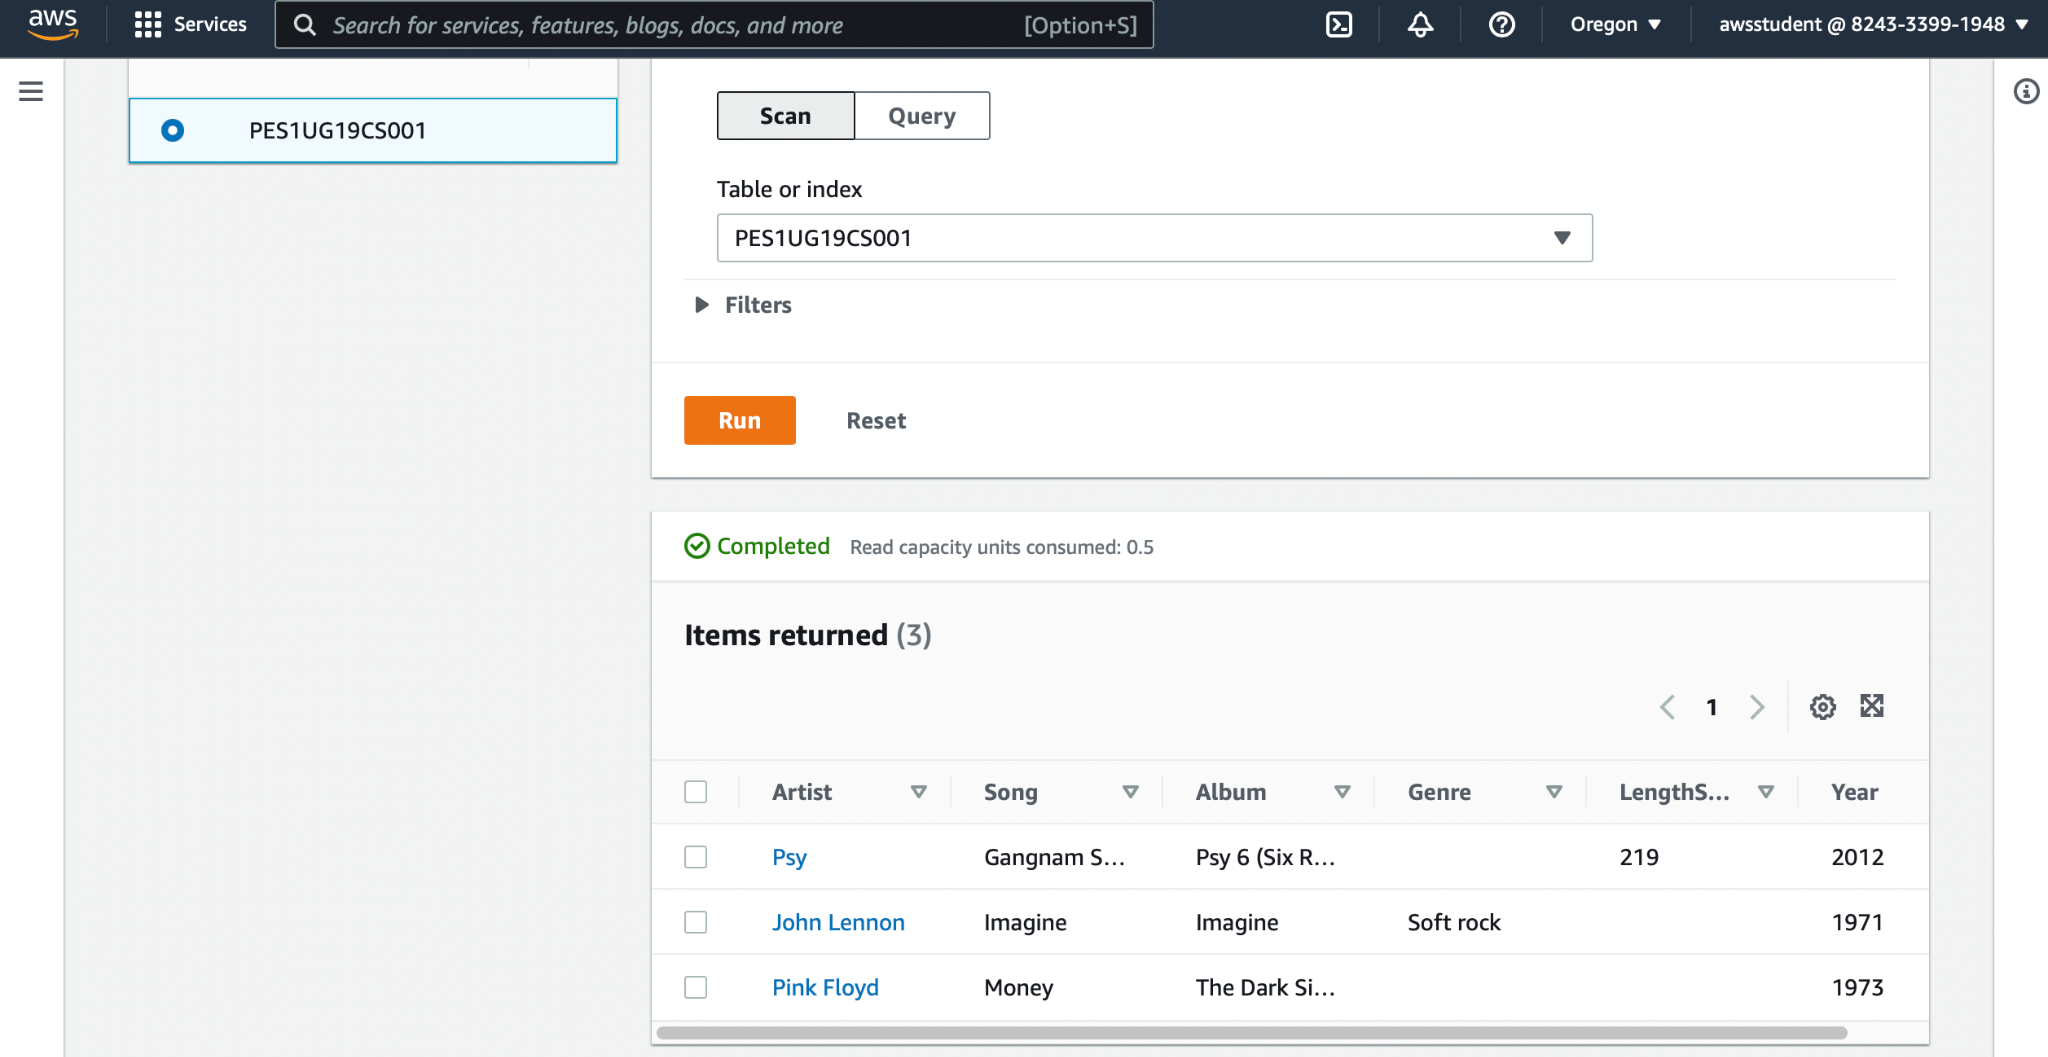 aws Services Search for services, features, blogs, docs, and more [Option+S] Oregon awsstudent @ 8243-3399-1948
PES1UG19CS001
Scan Query
Table or index
PES1UG19CS001
Filters
Run Reset
Completed Read capacity units consumed: 0.5
Items returned (3)
1
Artist Song Album Genre LengthS... Year
Psy Gangnam S... Psy 6 (Six R... 219 2012
John Lennon Imagine Imagine Soft rock 1971
Pink Floyd Money The Dark Si... 1973